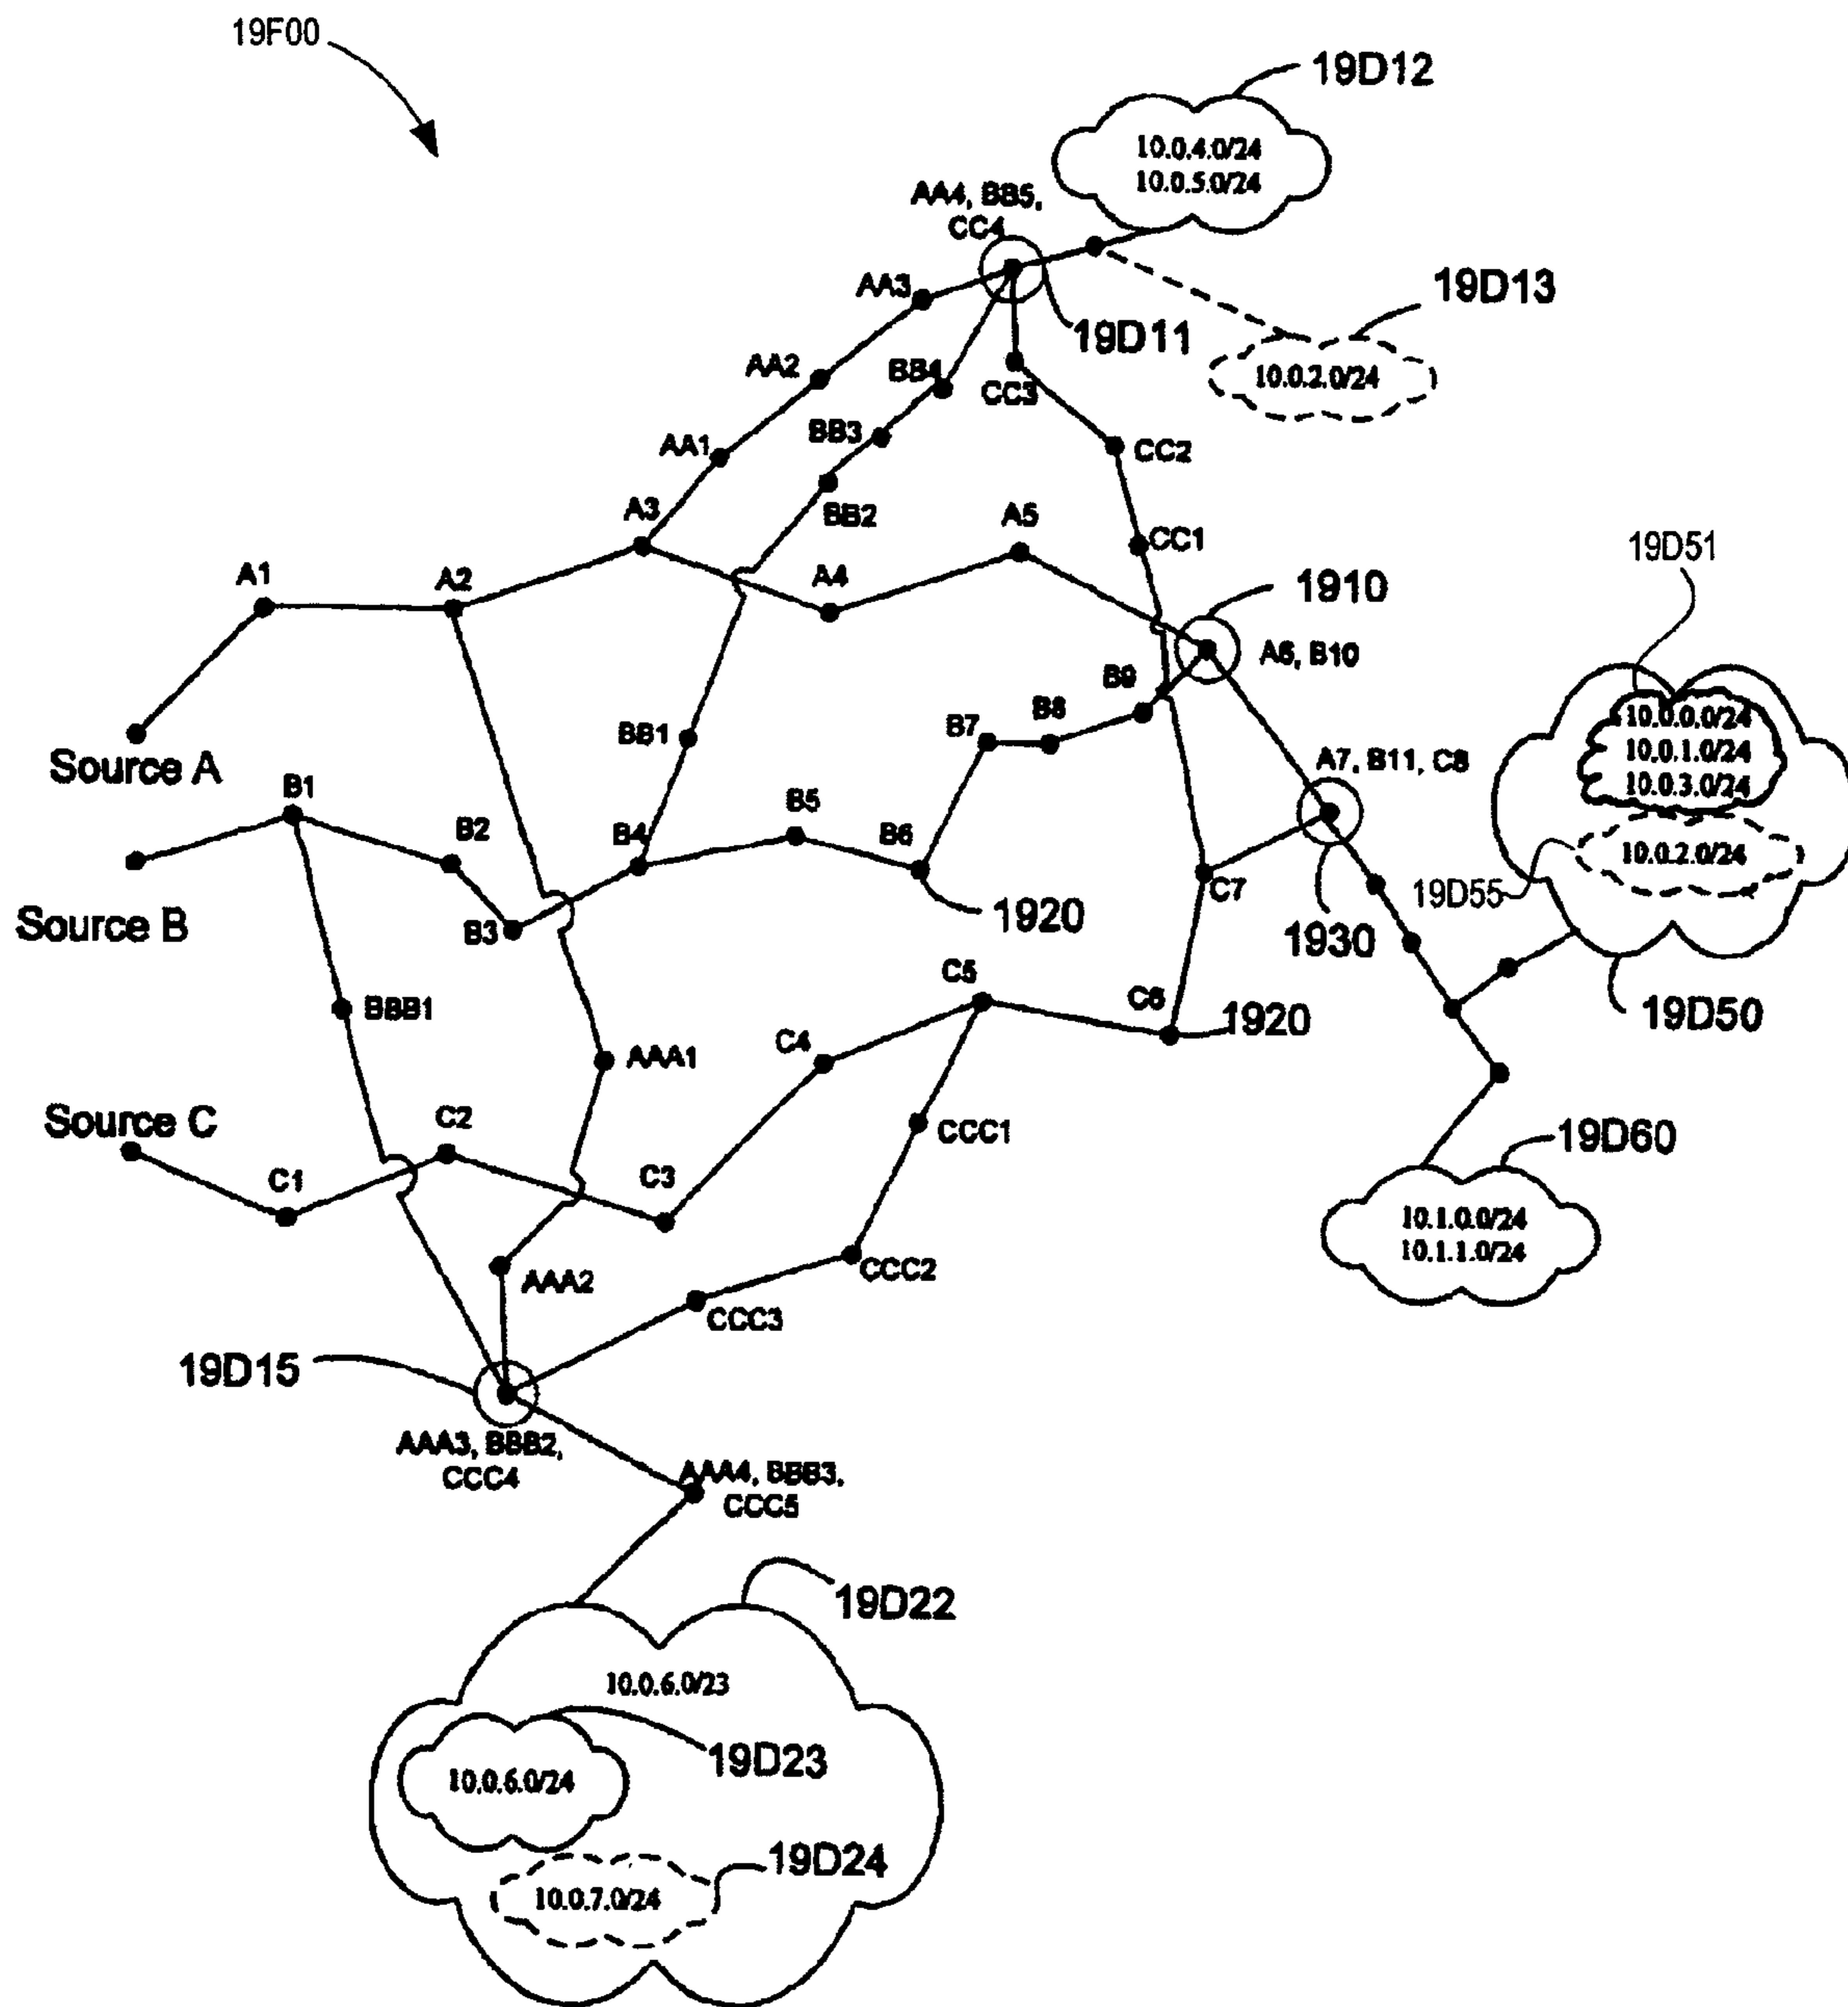 19F00
19D12
10.0.4.0/24
10.0.5.0/24
AA4, BB5,
CC4
AA3
19D13
19D11
AA2
BB4
CC3
10.0.2.0/24
AA1
BB3
CC2
BB2
A3
A5
CC1
19D51
A1
A2
A4
1910
A6, B10
B9
10.0.0.0/24
BB1
B7
B8
A7, B11, C8
10.0.1.0/24
Source A
10.0.3.0/24
B1
B2
B4
B5
B6
10.0.2.0/24
C7
19D55
Source B
B3
1920
1930
C5
C6
1920
19D50
BBB1
C4
AAA1
Source C
C2
CCC1
19D60
C1
C3
10.1.0.0/24
10.1.1.0/24
AAA2
CCC2
CCC3
19D15
AAA3, BBB2,
CCC4
AAA4, BBB3,
CCC5
19D22
10.0.6.0/23
19D23
10.0.6.0/24
19D24
10.0.7.0/24